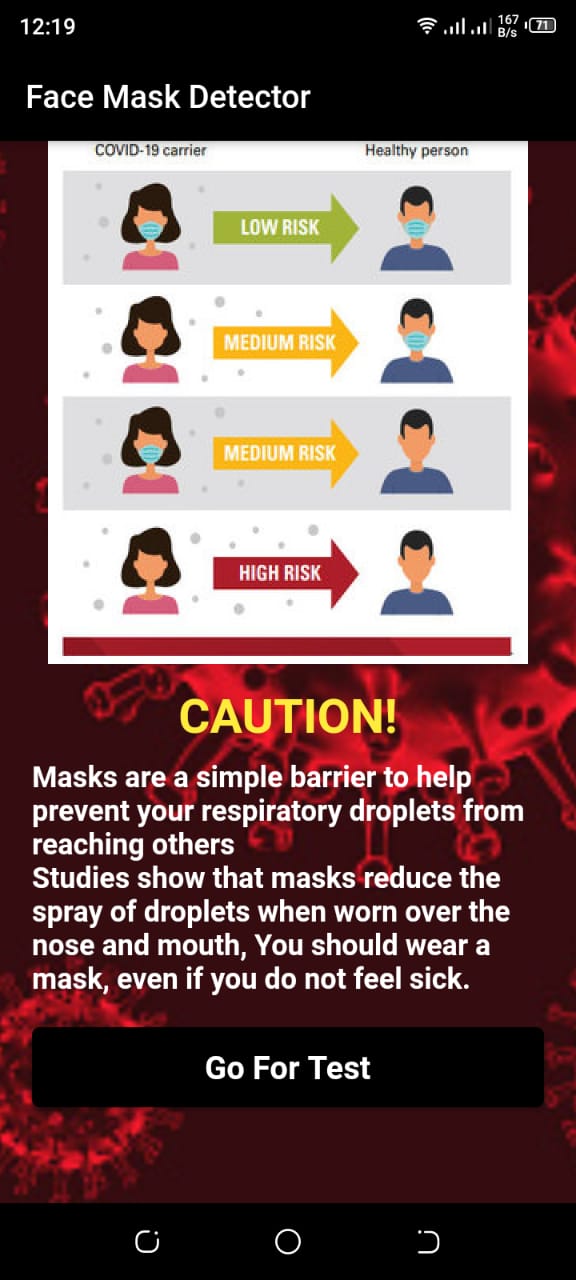 12:19
167
B/s
71
Face Mask Detector
COVID-19 carrier Healthy person
LOW RISK
MEDIUM RISK
MEDIUM RISK
HIGH RISK
CAUTION!
Masks are a simple barrier to help
prevent your respiratory droplets from
reaching others
Studies show that masks reduce the
spray of droplets when worn over the
nose and mouth, You should wear a
mask, even if you do not feel sick.
Go For Test